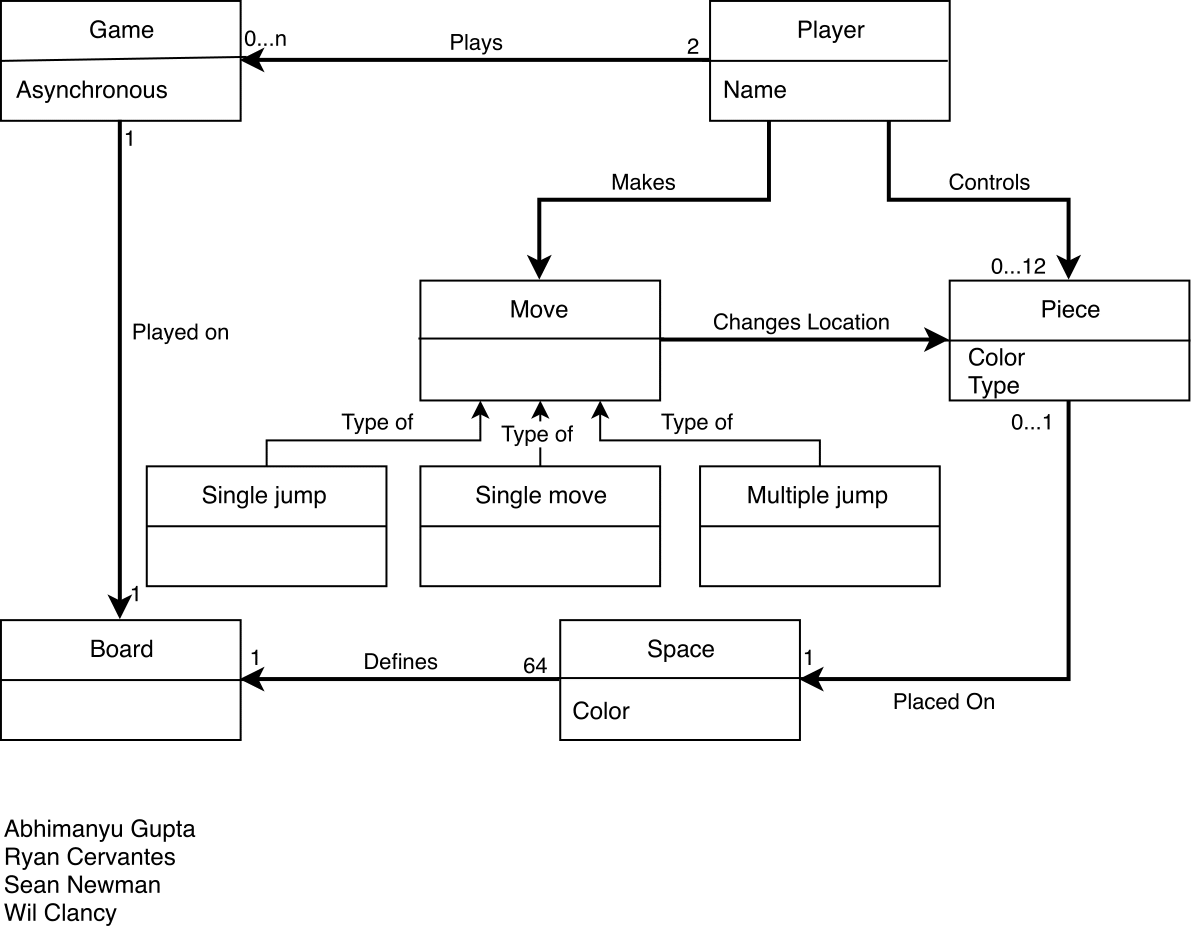 Game
Asynchronous
0...n
Plays
2
Player
Name
1
Makes
Controls
0...12
Move
Changes Location
Piece
Color
Type
Played on
Type of
Type of
Type of
0...1
Single jump
Single move
Multiple jump
1
Board
1
Defines
64
Space
Color
1
Placed On
Abhimanyu Gupta
Ryan Cervantes
Sean Newman
Wil Clancy